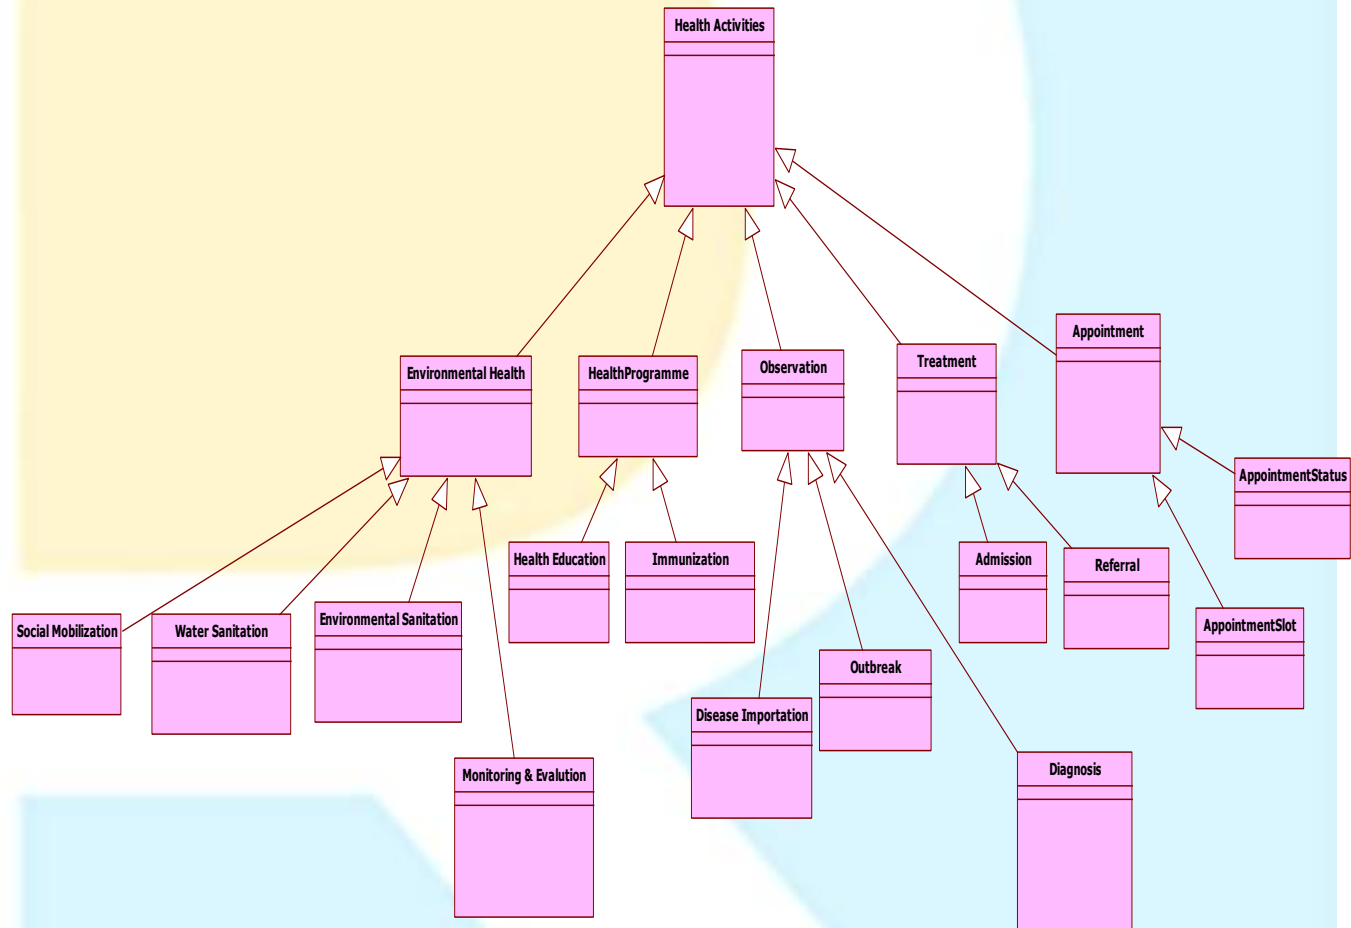 Health Activities
Environmental Health
HealthProgramme
Observation
Treatment
Appointment
AppointmentStatus
Health Education
Immunization
Admission
Referral
Social Mobilization
Water Sanitation
Environmental Sanitation
AppointmentSlot
Outbreak
Disease Importation
Monitoring & Evalution
Diagnosis